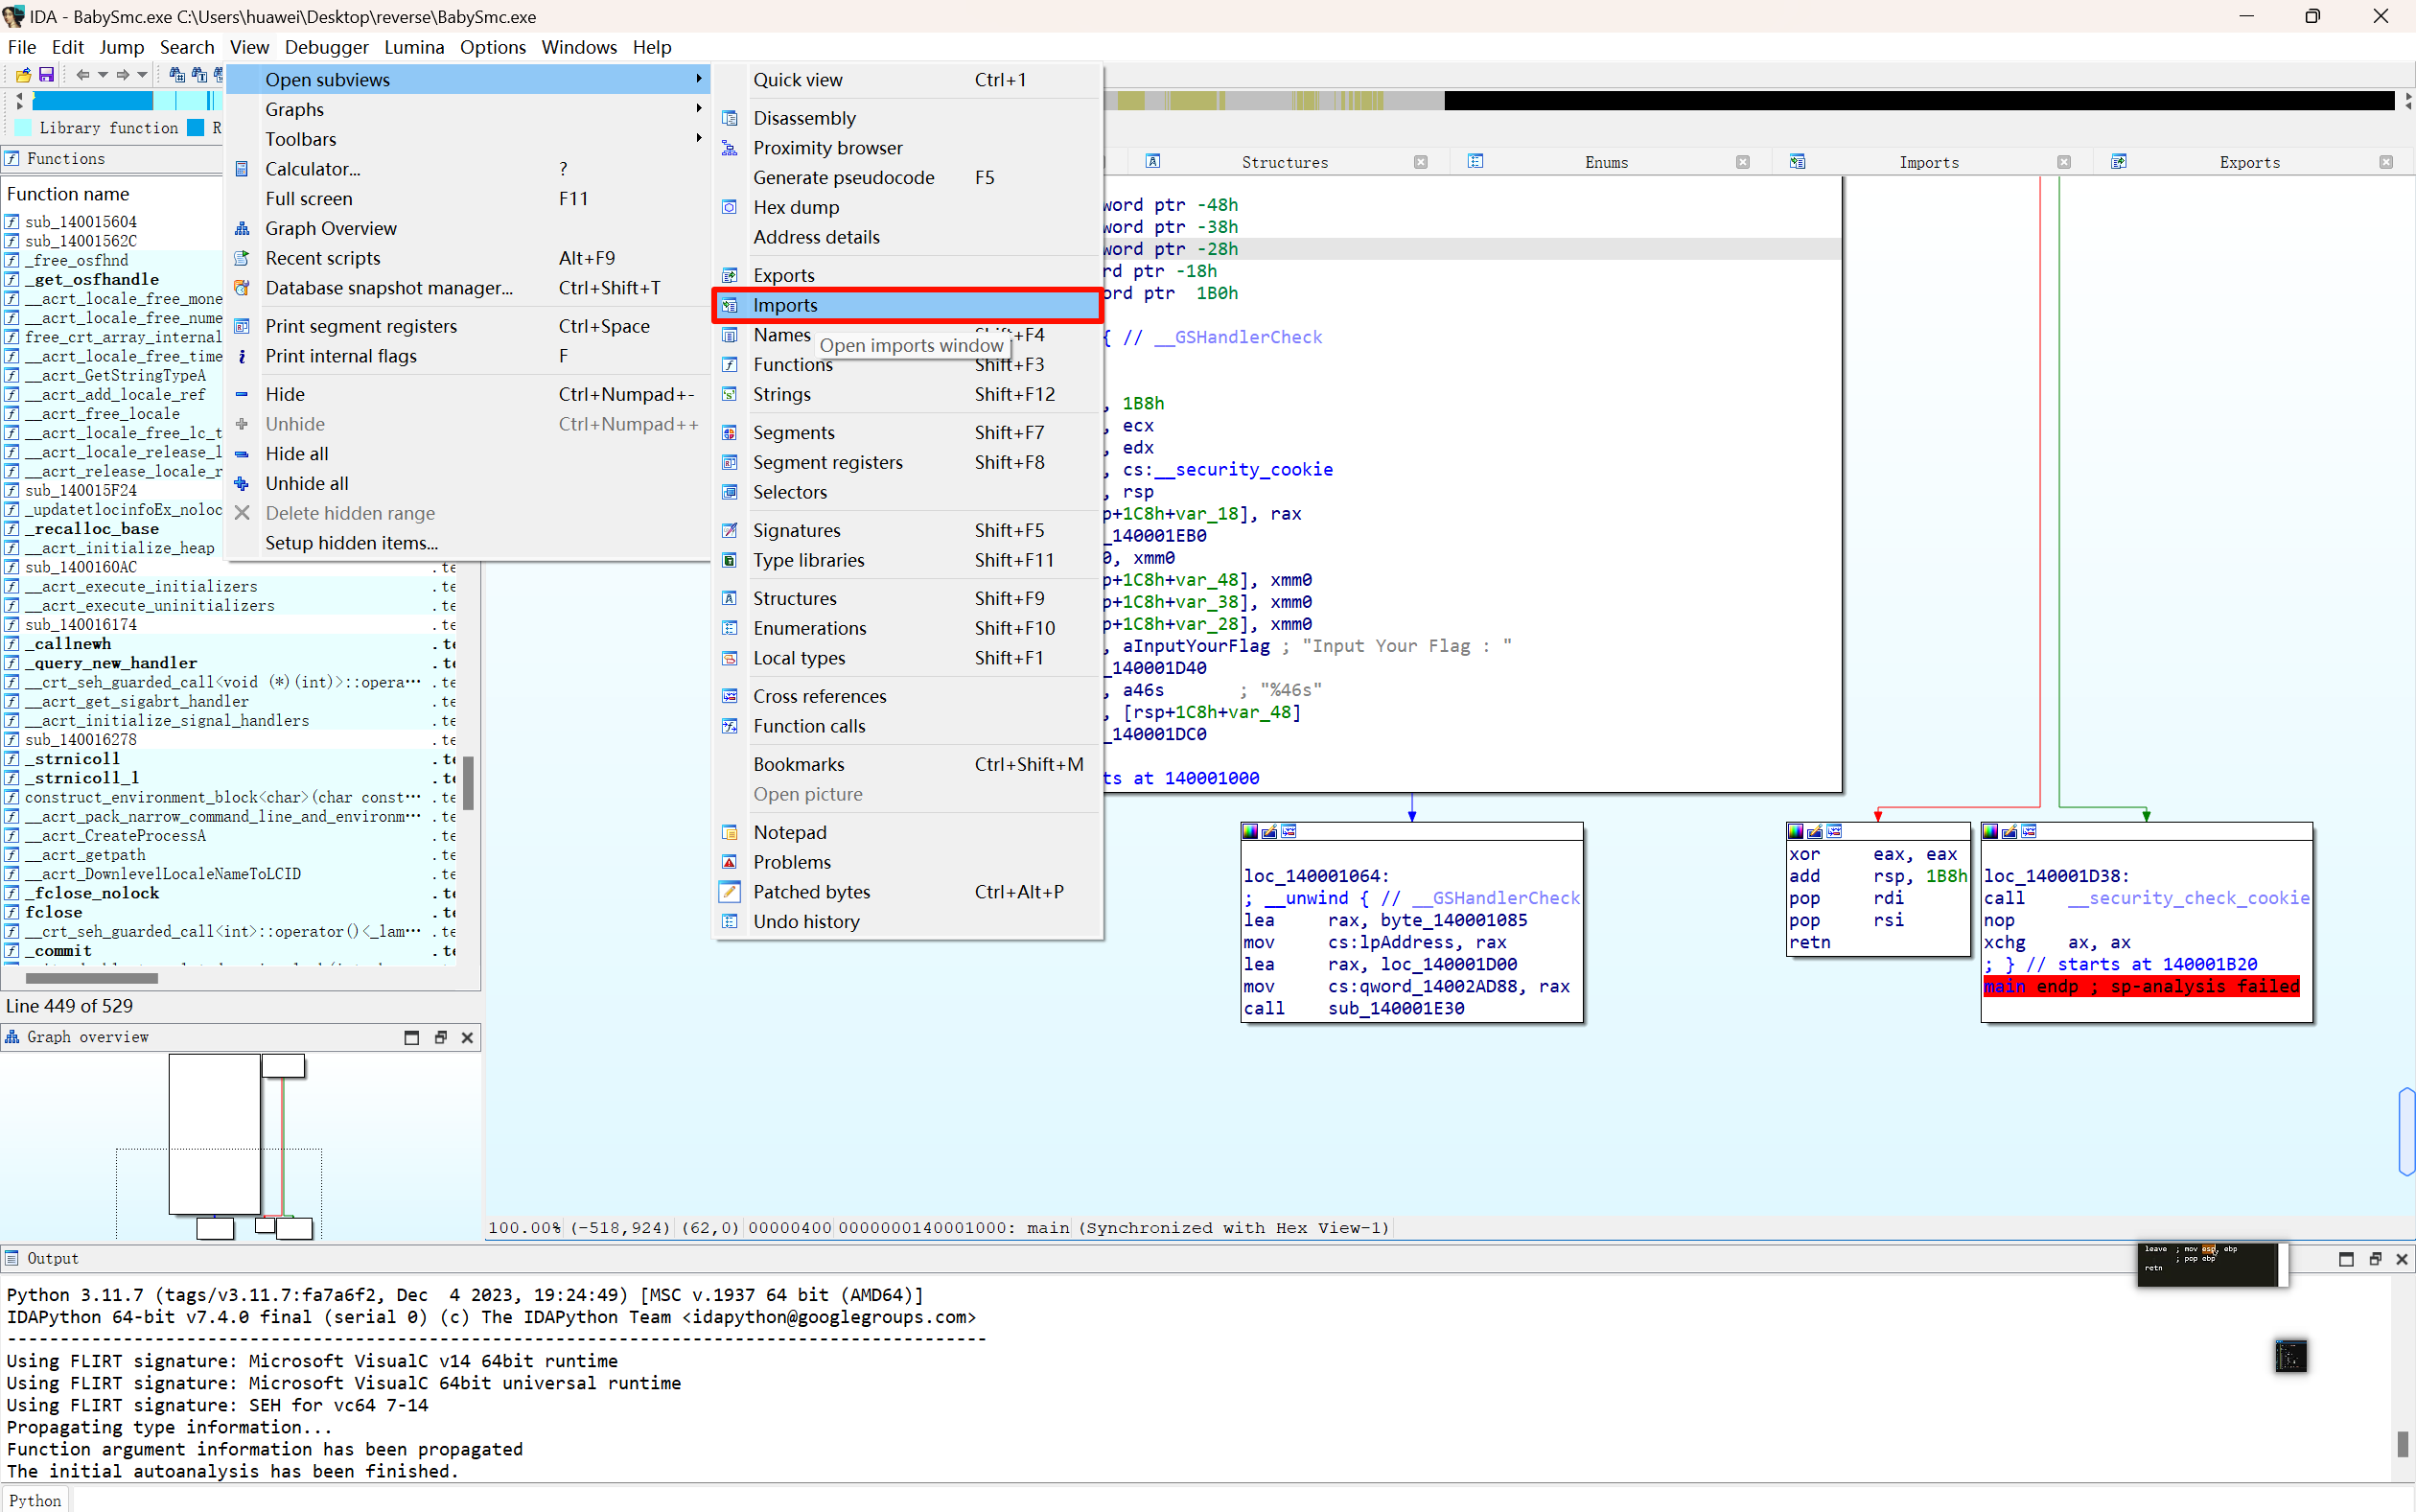 IDA - BabySmc.exe C:\Users\huawei\Desktop\reverse\BabySmc.exe
File Edit Jump Search View Debugger Lumina Options Windows Help
Library function R
Functions
Function name
sub_140015604
sub_14001562C
_free_osfhnd
_get_osfhandle
__acrt_locale_free_mone
__acrt_locale_free_nume
free_crt_array_internal
__acrt_locale_free_time
__acrt_GetStringTypeA
__acrt_add_locale_ref
__acrt_free_locale
__acrt_locale_free_lc_t
__acrt_locale_release_l
__acrt_release_locale_r
sub_140015F24
_updatetlocinfoEx_noloc
_recalloc_base
__acrt_initialize_heap
sub_1400160AC .te
__acrt_execute_initializers .te
__acrt_execute_uninitializers .te
sub_140016174 .te
_callnewh .te
_query_new_handler .te
__crt_seh_guarded_call<void (*)(int)>::opera… .te
__acrt_get_sigabrt_handler .te
__acrt_initialize_signal_handlers .te
sub_140016278 .te
_strnicoll .te
_strnicoll_l .te
construct_environment_block<char>(char const… .te
__acrt_pack_narrow_command_line_and_environm… .te
__acrt_CreateProcessA .te
__acrt_getpath .te
__acrt_DownlevelLocaleNameToLCID .te
_fclose_nolock .te
fclose .te
__crt_seh_guarded_call<int>::operator()<_lam… .te
_commit .te
Line 449 of 529
Graph overview
Open subviews
Graphs
Toolbars
Calculator... ?
Full screen F11
Graph Overview
Recent scripts Alt+F9
Database snapshot manager... Ctrl+Shift+T
Print segment registers Ctrl+Space
Print internal flags F
Hide Ctrl+Numpad+-
Unhide Ctrl+Numpad++
Hide all
Unhide all
Delete hidden range
Setup hidden items...
Quick view Ctrl+1
Disassembly
Proximity browser
Generate pseudocode F5
Hex dump
Address details
Exports
Imports
Names Shift+F4
Open imports window
Functions Shift+F3
Strings Shift+F12
Segments Shift+F7
Segment registers Shift+F8
Selectors
Signatures Shift+F5
Type libraries Shift+F11
Structures Shift+F9
Enumerations Shift+F10
Local types Shift+F1
Cross references
Function calls
Bookmarks Ctrl+Shift+M
Open picture
Notepad
Problems
Patched bytes Ctrl+Alt+P
Undo history
Structures Enums Imports Exports
word ptr -48h
word ptr -38h
word ptr -28h
rd ptr -18h
ord ptr 1B0h
{ // __GSHandlerCheck
, 1B8h
, ecx
, edx
, cs:__security_cookie
, rsp
p+1C8h+var_18], rax
_140001EB0
0, xmm0
p+1C8h+var_48], xmm0
p+1C8h+var_38], xmm0
p+1C8h+var_28], xmm0
, aInputYourFlag ; "Input Your Flag : "
_140001D40
, a46s ; "%46s"
, [rsp+1C8h+var_48]
_140001DC0
ts at 140001000
loc_140001064:
; __unwind { // __GSHandlerCheck
lea rax, byte_140001085
mov cs:lpAddress, rax
lea rax, loc_140001D00
mov cs:qword_14002AD88, rax
call sub_140001E30
xor eax, eax
add rsp, 1B8h
pop rdi
pop rsi
retn
loc_140001D38:
call __security_check_cookie
nop
xchg ax, ax
; } // starts at 140001B20
main endp ; sp-analysis failed
100.00% (-518,924) (62,0) 00000400 0000000140001000: main (Synchronized with Hex View-1)
Output
leave ; mov esp, ebp
; pop ebp
retn
Python 3.11.7 (tags/v3.11.7:fa7a6f2, Dec 4 2023, 19:24:49) [MSC v.1937 64 bit (AMD64)]
IDAPython 64-bit v7.4.0 final (serial 0) (c) The IDAPython Team <idapython@googlegroups.com>
---------------------------------------------------------------------------------------------
Using FLIRT signature: Microsoft VisualC v14 64bit runtime
Using FLIRT signature: Microsoft VisualC 64bit universal runtime
Using FLIRT signature: SEH for vc64 7-14
Propagating type information...
Function argument information has been propagated
The initial autoanalysis has been finished.
Python